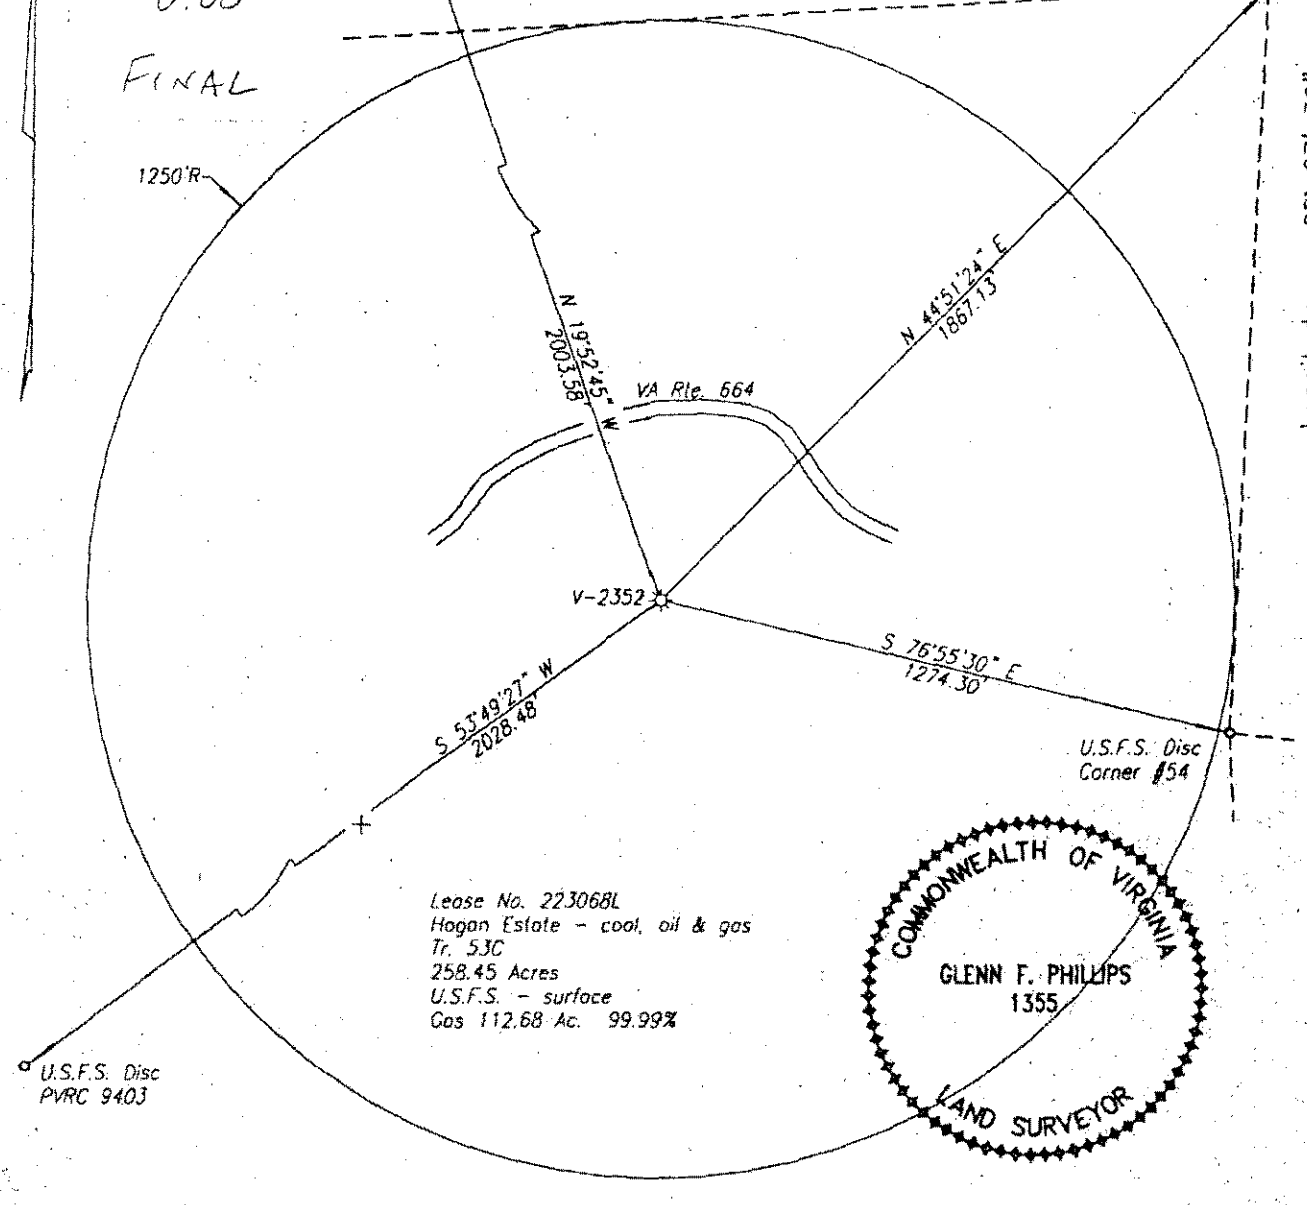 FINAL
1250'R
N 44°51'24" E
1867.13'
N 19°52'45" W
2003.58'
VA Rte. 664
V-2352
S 76°55'30" E
1274.30'
S 53°49'27" W
2028.48'
U.S.F.S. Disc
Corner #54
Lease No. 223068L
Hagan Estate - coal, oil & gas
Tr. 53C
258.45 Acres
U.S.F.S. - surface
Gas 112.68 Ac. 99.99%
COMMONWEALTH OF VIRGINIA
GLENN F. PHILLIPS
1355
LAND SURVEYOR
U.S.F.S. Disc
PVRC 9403